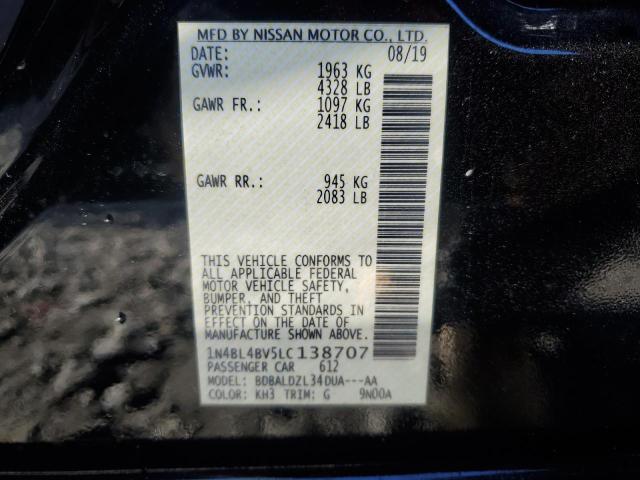 MFD BY NISSAN MOTOR CO., LTD.
DATE: 08/19
GVWR: 1963 KG
4328 LB
GAWR FR.: 1097 KG
2418 LB
GAWR RR.: 945 KG
2083 LB
THIS VEHICLE CONFORMS TO
ALL APPLICABLE FEDERAL
MOTOR VEHICLE SAFETY,
BUMPER, AND THEFT
PREVENTION STANDARDS IN
EFFECT ON THE DATE OF
MANUFACTURE SHOWN ABOVE.
1N4BL4BV5LC138707
PASSENGER CAR 612
MODEL: BDBALDZL34DUA---AA
COLOR: KH3 TRIM: G 9N00A